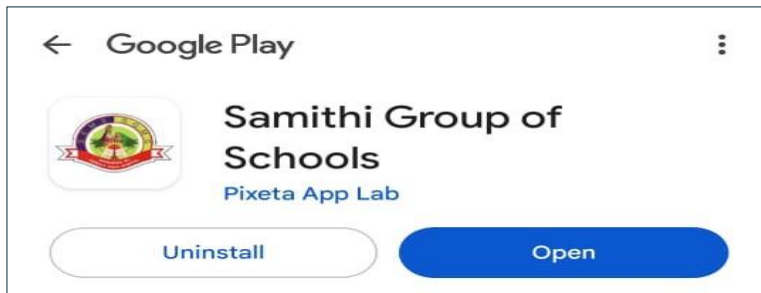 Google Play
Samithi Group of
Schools
Pixeta App Lab
Uninstall
Open